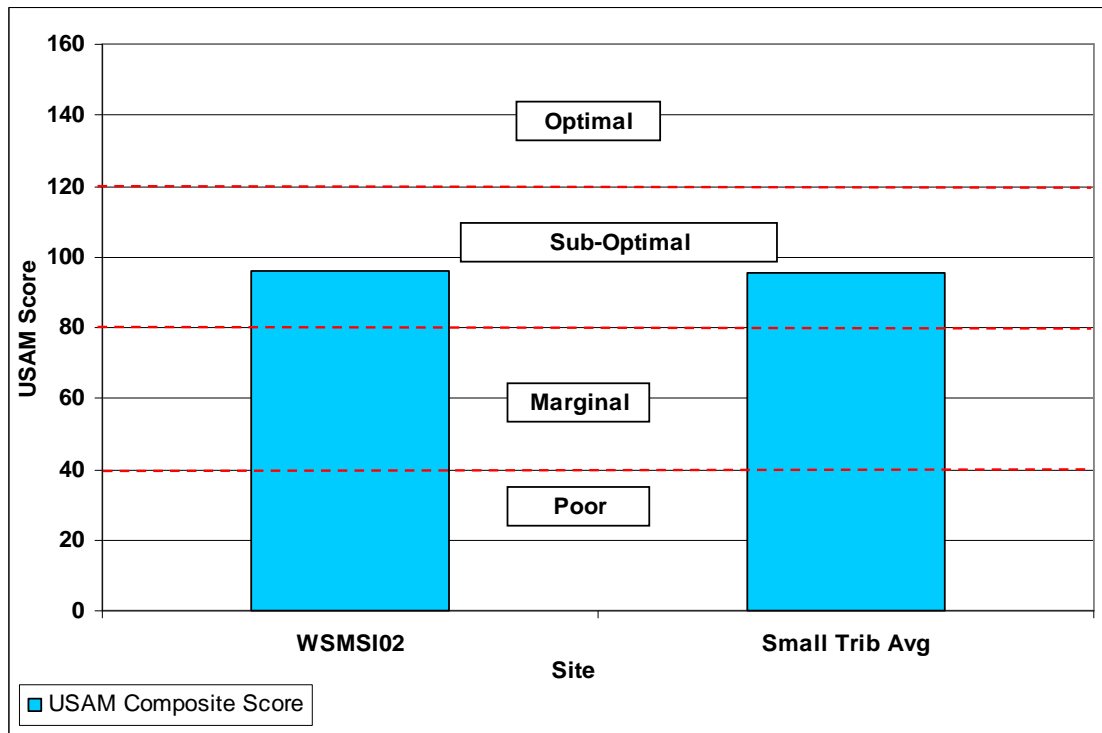 160
140
120
100
80
60
40
20
0
USAM Score
Optimal
Sub-Optimal
Marginal
Poor
WSMSI02 Small Trib Avg
Site
USAM Composite Score